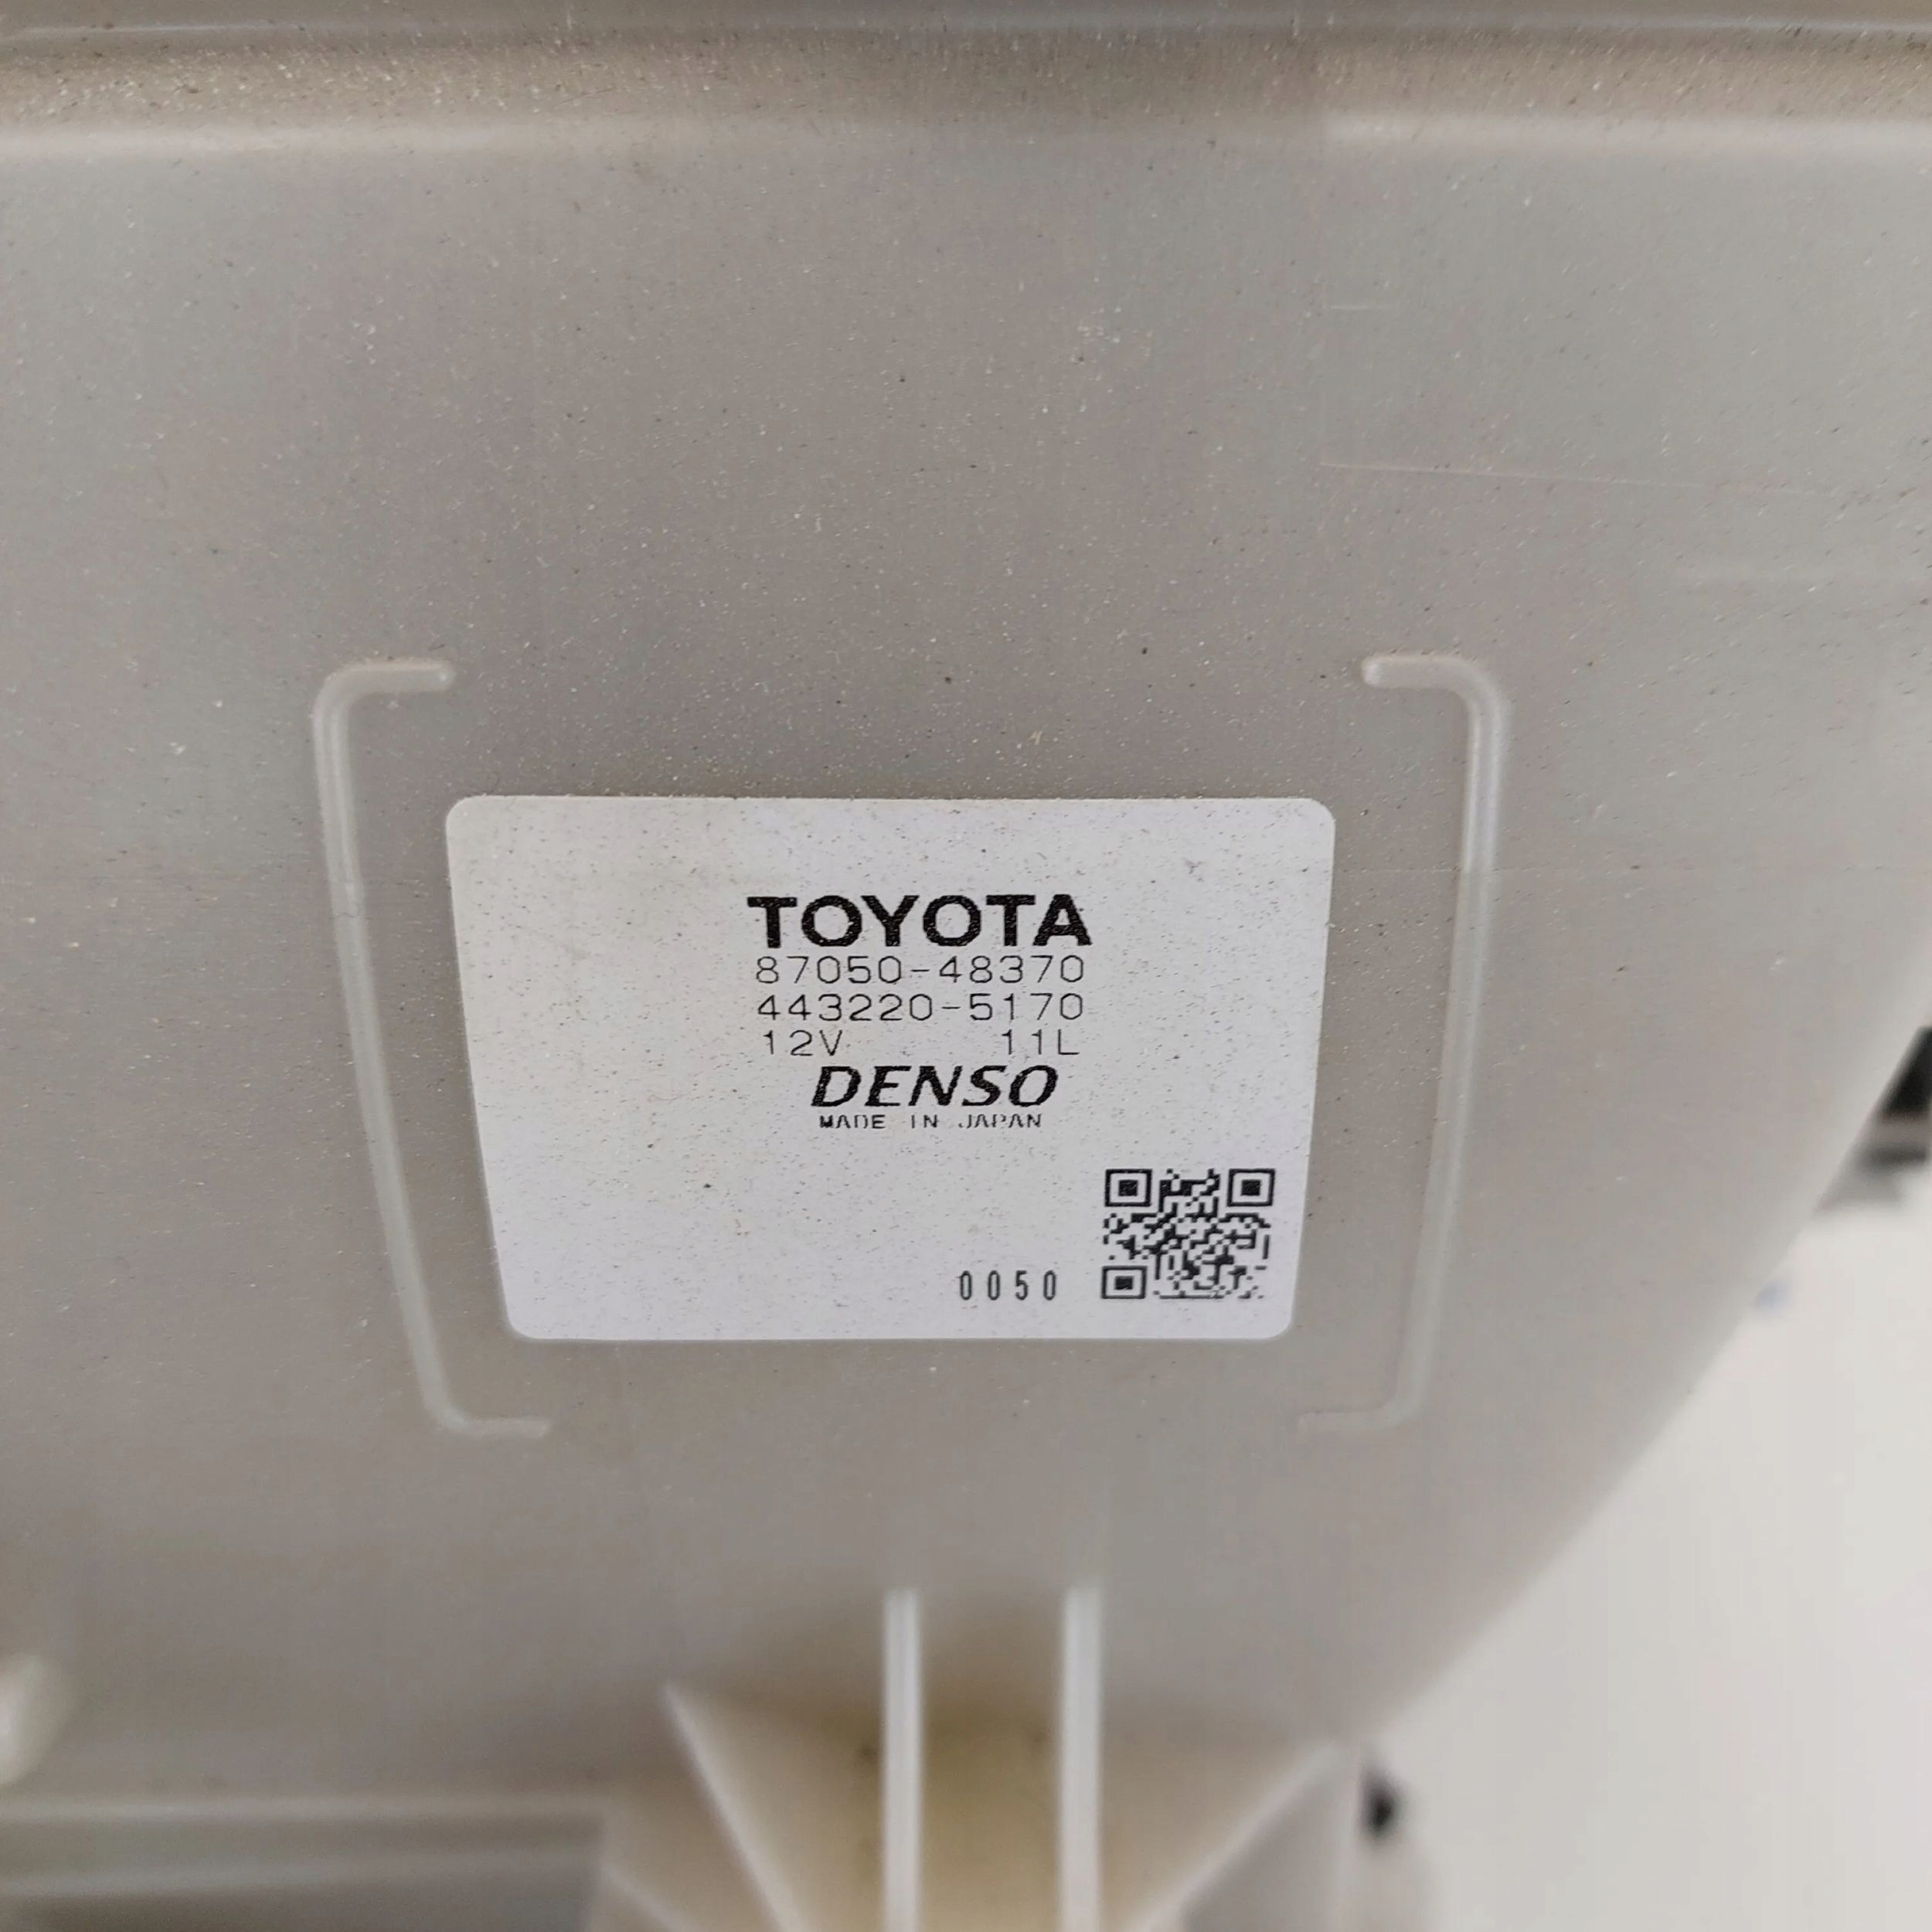 TOYOTA
87050-48370
443220-5170
12V 11L
DENSO
MADE IN JAPAN
0050